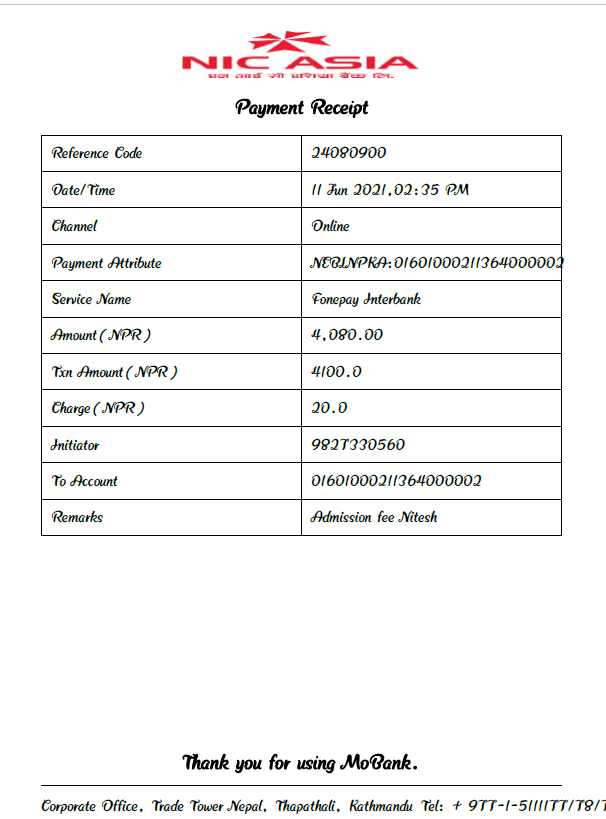 NIC ASIA
एन आई सी एशिया बैंक लि.
Payment Receipt
Reference Code 24080900
Date/Time 11 Jun 2021,02:35 PM
Channel Online
Payment Attribute NEBLNPKA:01601000211364000002
Service Name Fonepay Interbank
Amount(NPR) 4,080.00
Txn Amount(NPR) 4100.0
Charge(NPR) 20.0
Initiator 9827330560
To Account 01601000211364000002
Remarks Admission fee Nitesh
Thank you for using MoBank.
Corporate Office, Trade Tower Nepal, Thapathali, Kathmandu Tel: + 977-1-5111177/78/7